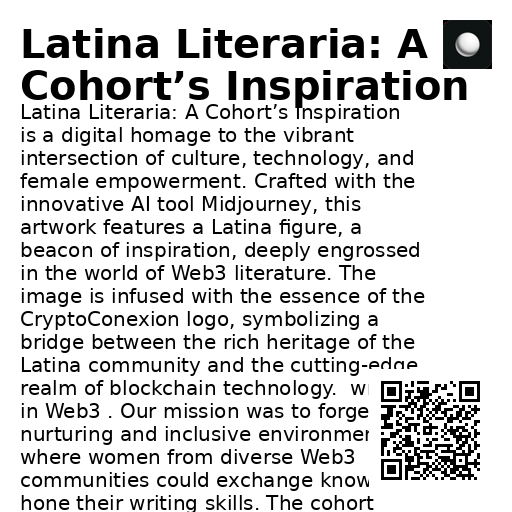 Latina Literaria: A
Cohort’s Inspiration
Latina Literaria: A Cohort’s Inspiration
is a digital homage to the vibrant
intersection of culture, technology, and
female empowerment. Crafted with the
innovative AI tool Midjourney, this
artwork features a Latina figure, a
beacon of inspiration, deeply engrossed
in the world of Web3 literature. The
image is infused with the essence of the
CryptoConexion logo, symbolizing a
bridge between the rich heritage of the
Latina community and the cutting-edge
realm of blockchain technology.
in Web3 . Our mission was to forge
nurturing and inclusive
where women from diverse Web3
communities could exchange
hone their writing skills. The cohort